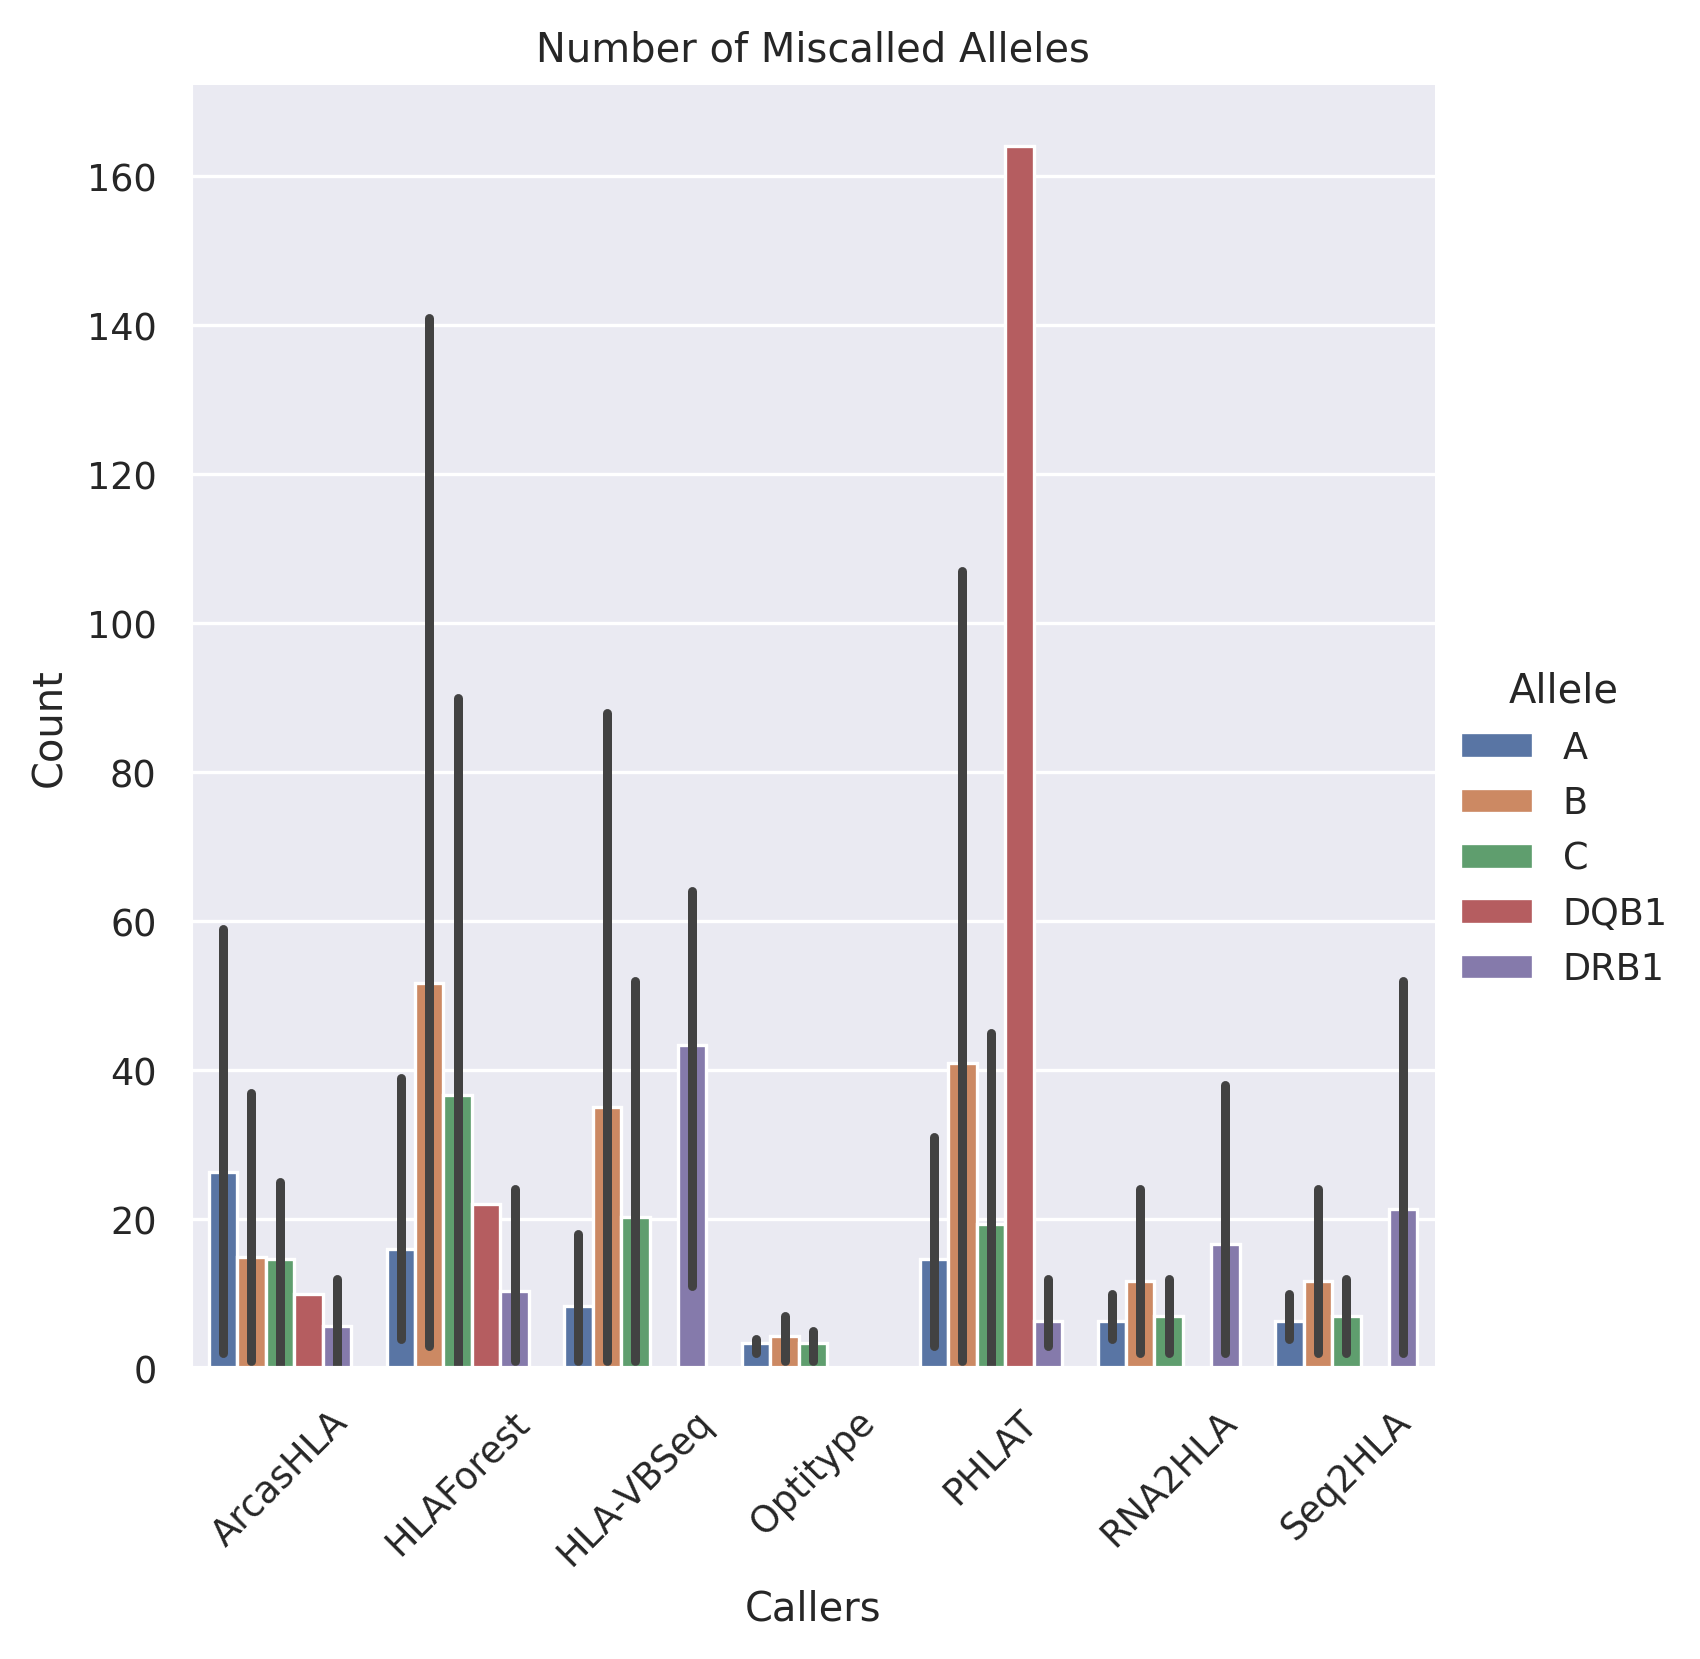 Number of Miscalled Alleles
160
140
120
100
80
60
40
20
0
Count
ArcasHLA
HLAForest
HLA-VBSeq
Optitype
PHLAT
RNA2HLA
Seq2HLA
Callers
Allele
A
B
C
DQB1
DRB1